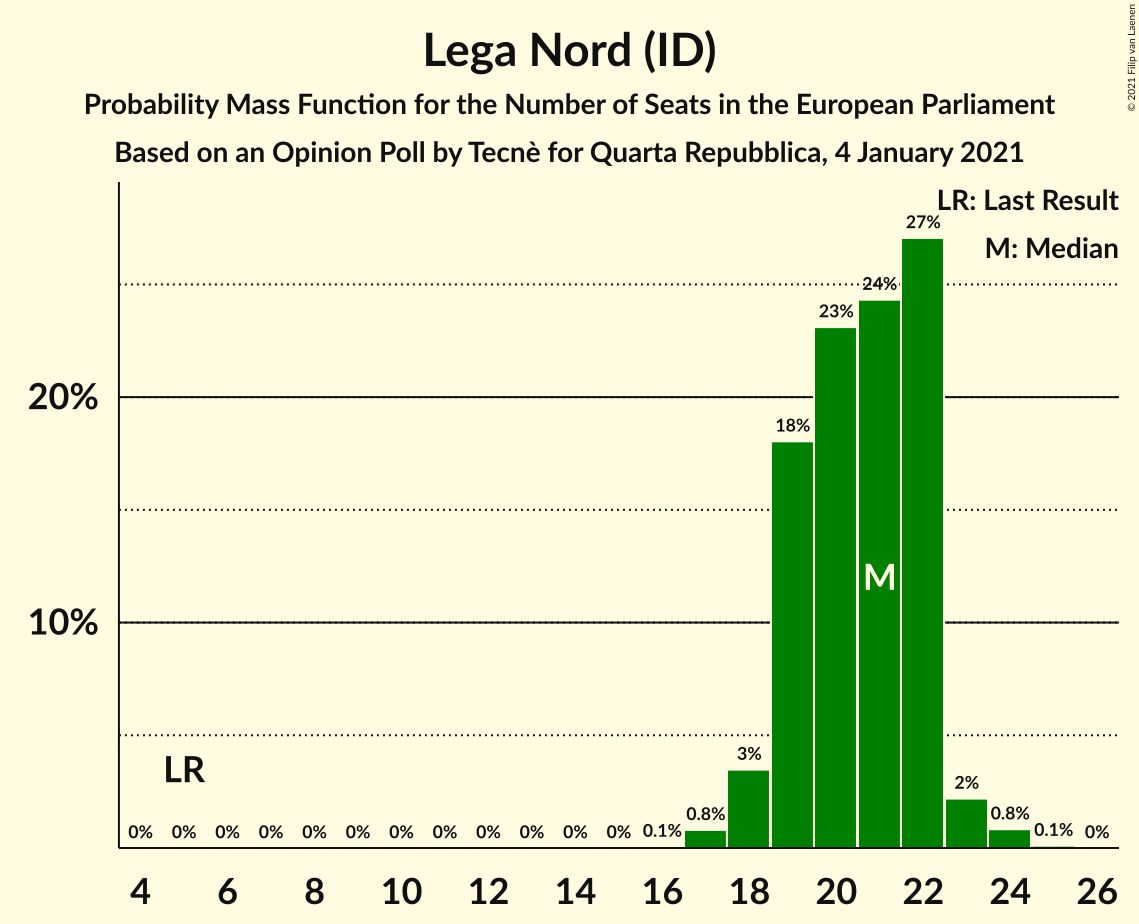 Lega Nord (ID)
Probability Mass Function for the Number of Seats in the European Parliament
Based on an Opinion Poll by Tecnè for Quarta Repubblica, 4 January 2021
© 2021 Filip van Laenen
LR: Last Result
M: Median
20%
10%
LR
M
0% 0% 0% 0% 0% 0% 0% 0% 0% 0% 0% 0% 0.1% 0.8% 3% 18% 23% 24% 27% 2% 0.8% 0.1% 0%
4 6 8 10 12 14 16 18 20 22 24 26